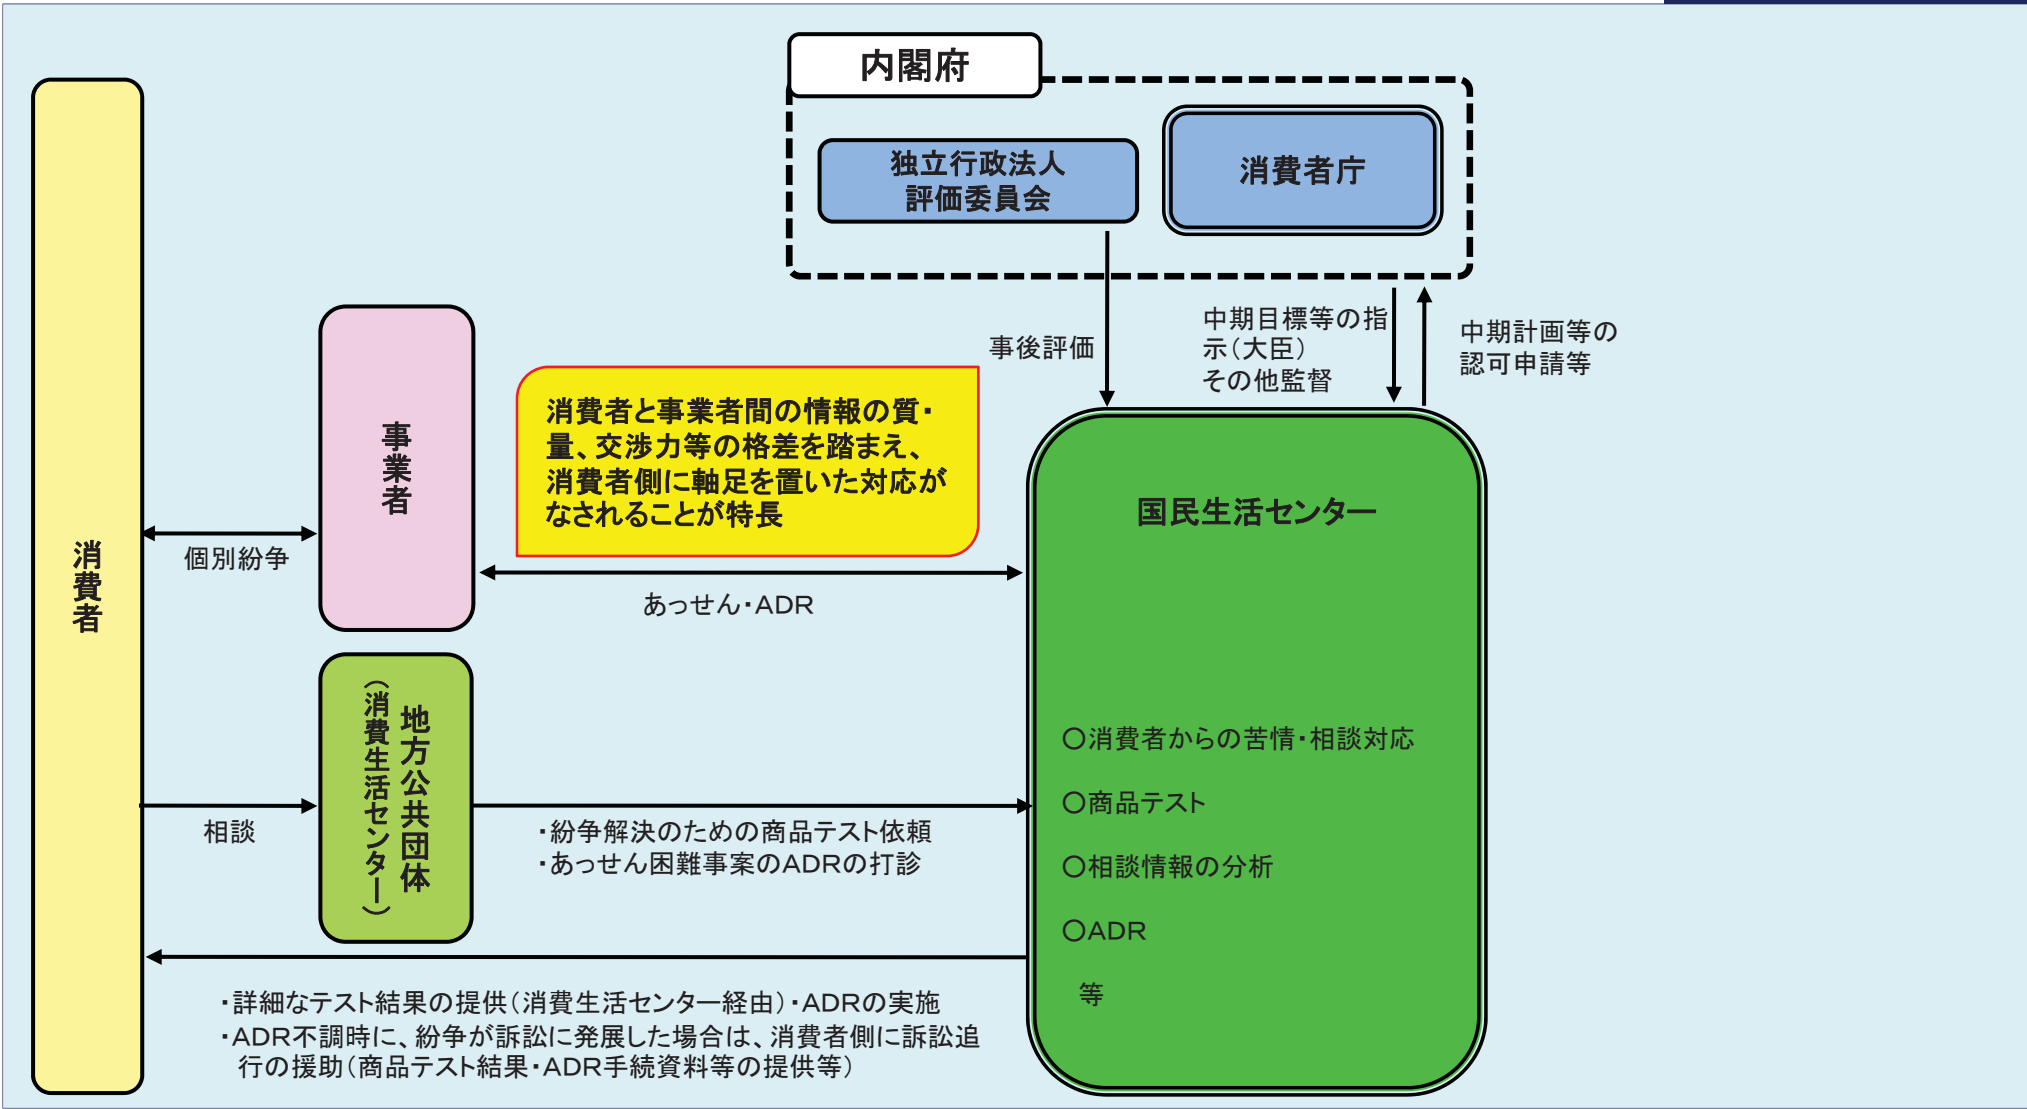 内閣府
独立行政法人
評価委員会
消費者庁
事後評価
中期目標等の指
示(大臣)
その他監督
中期計画等の
認可申請等
消費者
事業者
個別紛争
消費者と事業者間の情報の質・
量、交渉力等の格差を踏まえ、
消費者側に軸足を置いた対応が
なされることが特長
あっせん・ADR
国民生活センター
○消費者からの苦情・相談対応
○商品テスト
○相談情報の分析
○ADR
等
地方公共団体
(消費生活センター)
相談
・紛争解決のための商品テスト依頼
・あっせん困難事案のADRの打診
・詳細なテスト結果の提供(消費生活センター経由)・ADRの実施
・ADR不調時に、紛争が訴訟に発展した場合は、消費者側に訴訟追
行の援助(商品テスト結果・ADR手続資料等の提供等)